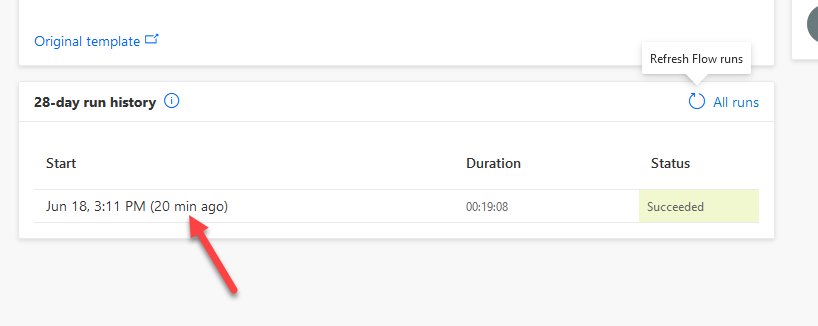 Original template
Refresh Flow runs
28-day run history
All runs
Start Duration Status
Jun 18, 3:11 PM (20 min ago) 00:19:08 Succeeded